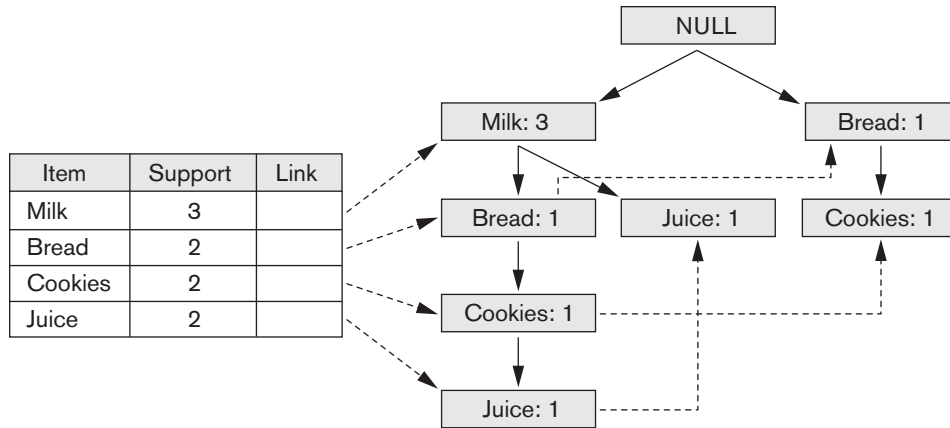 NULL
Milk: 3
Bread: 1
Item Support Link
Milk 3
Bread 2
Cookies 2
Juice 2
Bread: 1
Juice: 1
Cookies: 1
Cookies: 1
Juice: 1